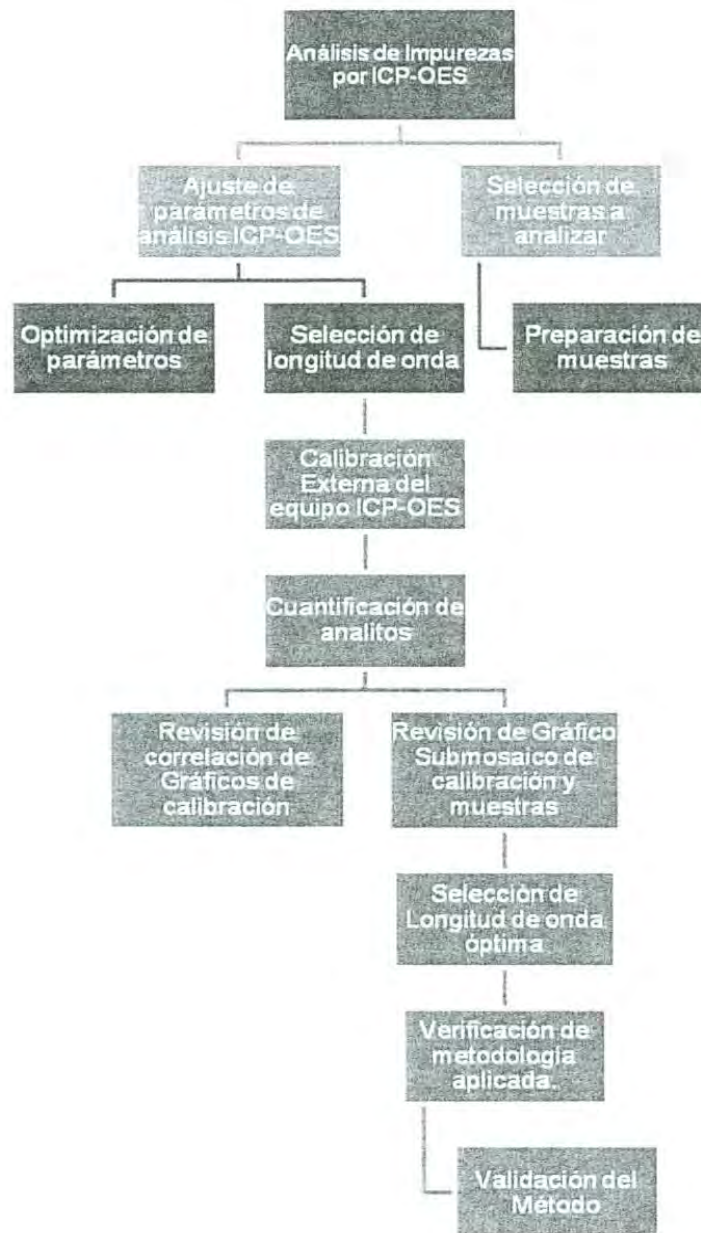 Análisis de Impurezas
por ICP-OES
Ajuste de
parámetros de
análisis ICP-OES
Selección de
muestras a
analizar
Optimización de
parámetros
Selección de
longitud de onda
Preparación de
muestras
Calibración
Externa del
equipo ICP-OES
Cuantificación de
analitos
Revisión de
correlación de
Gráficos de
calibración
Revisión de Gráfico
Submosaico de
calibración y
muestras
Selección de
Longitud de onda
óptima
Verificación de
metodología
aplicada.
Validación del
Método